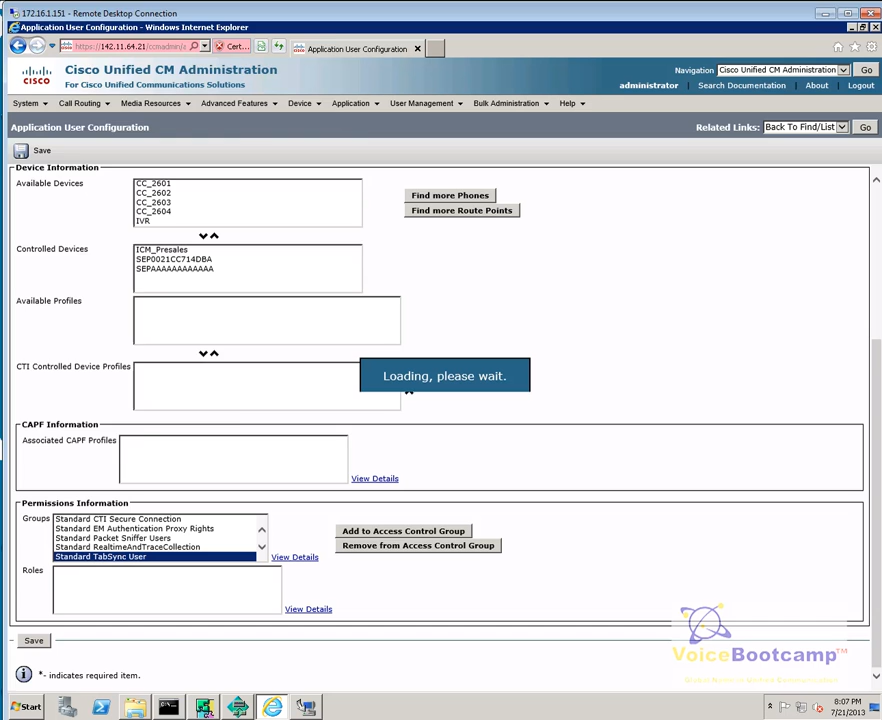 172.16.1.151 - Remote Desktop Connection
Application User Configuration - Windows Internet Explorer
https://142.11.64.21/ccmadmin/a
Cert...
Application User Configuration
CISCO
Cisco Unified CM Administration
For Cisco Unified Communications Solutions
Navigation Cisco Unified CM Administration Go
administrator Search Documentation About Logout
System Call Routing Media Resources Advanced Features Device Application User Management Bulk Administration Help
Application User Configuration
Related Links: Back To Find/List Go
Save
Device Information
Available Devices
CC_2601
CC_2602
CC_2603
CC_2604
IVR
Find more Phones
Find more Route Points
Controlled Devices
ICM_Presales
SEP0021CC714DBA
SEPAAAAAAAAAAAA
Available Profiles
CTI Controlled Device Profiles
Loading, please wait.
CAPF Information
Associated CAPF Profiles
View Details
Permissions Information
Groups
Standard CTI Secure Connection
Standard EM Authentication Proxy Rights
Standard Packet Sniffer Users
Standard RealtimeAndTraceCollection
Standard TabSync User
View Details
Add to Access Control Group
Remove from Access Control Group
Roles
View Details
Save
*- indicates required item.
VoiceBootcamp™
Start
8:07 PM
7/21/2013